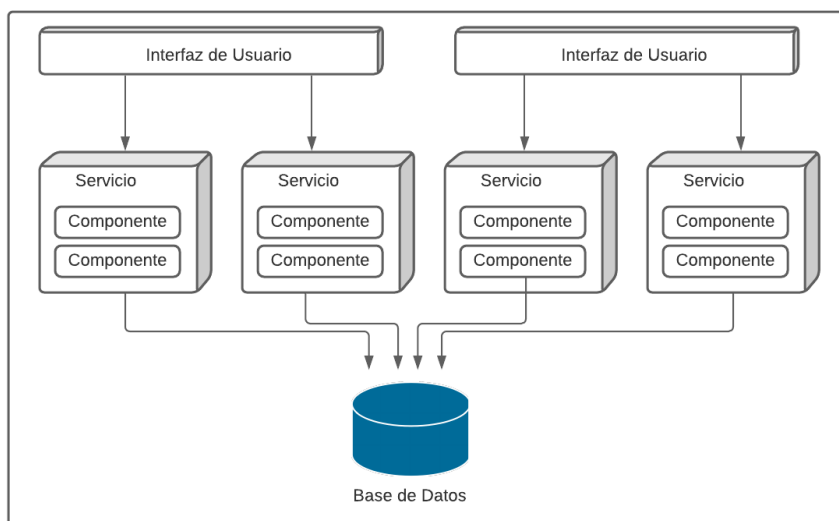 Interfaz de Usuario
Interfaz de Usuario
Servicio
Servicio
Servicio
Servicio
Componente
Componente
Componente
Componente
Componente
Componente
Componente
Componente
Base de Datos